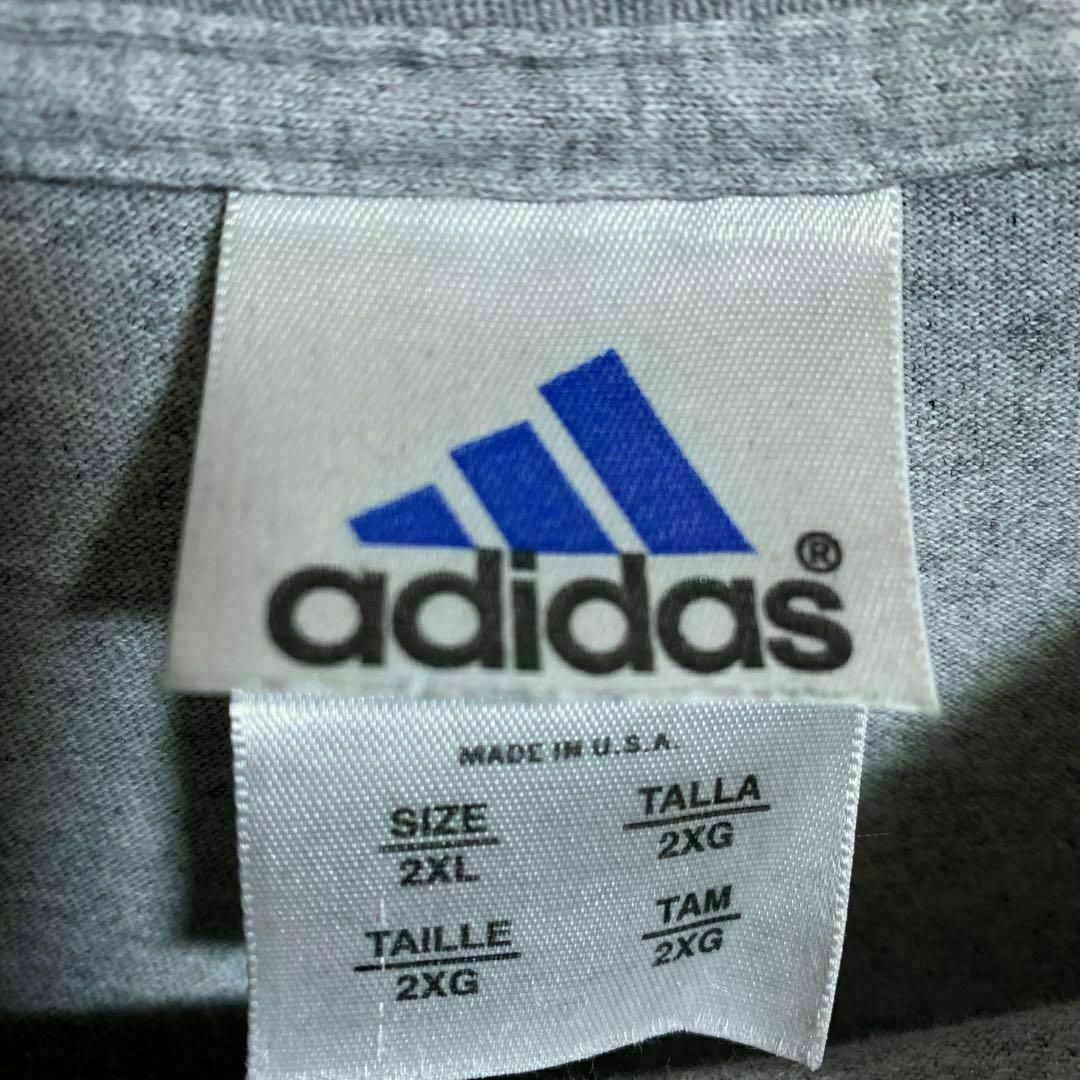 adidas®
MADE IN U.S.A.
SIZE
2XL
TALLA
2XG
TAILLE
2XG
TAM
2XG